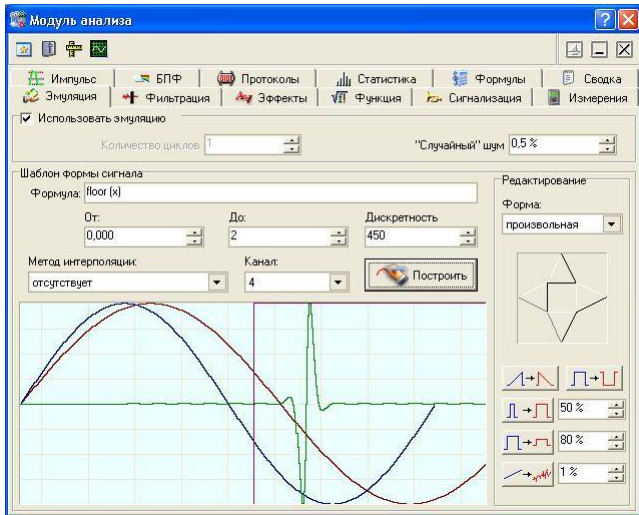 Модуль анализа
Импульс БПФ Протоколы Статистика Формулы Сводка
Эмуляция Фильтрация Эффекты Функция Сигнализация Измерения
Использовать эмуляцию
Количество циклов 1 "Случайный" шум 0,5 %
Шаблон формы сигнала
Формула: floor (x)
От: До: Дискретность
0,000 2 450
Метод интерполяции: Канал:
отсутствует 4 Построить
Редактирование
Форма:
произвольная
50 %
80 %
1 %